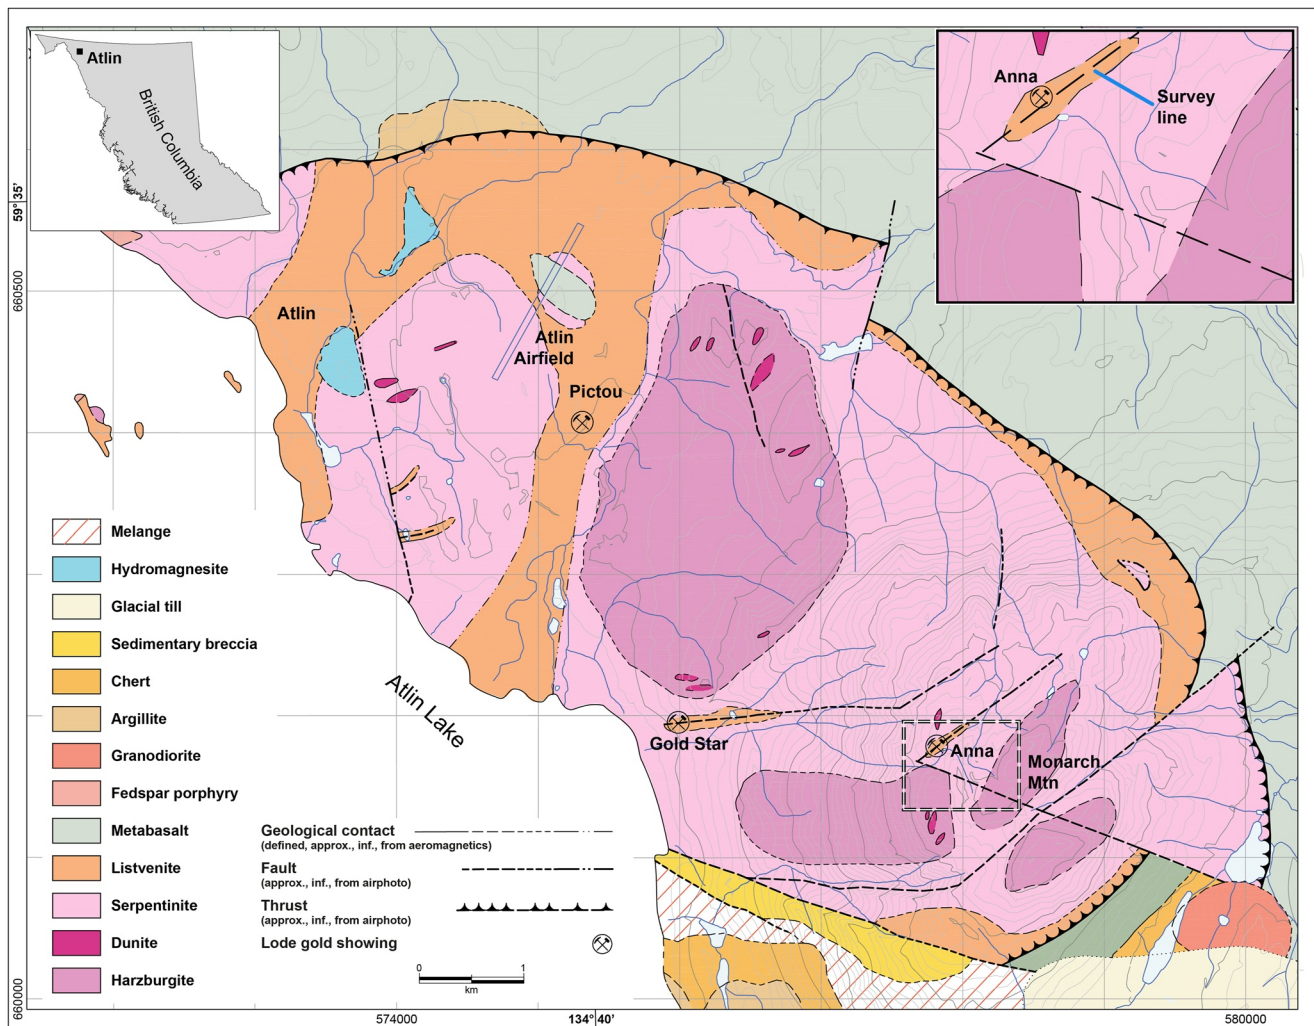 Atlin
British
Columbia
Anna
Survey
line
59° 35'
660500
Atlin
Atlin
Airfield
Pictou
Atlin Lake
Gold Star
Anna
Monarch
Mtn
Melange
Hydromagnesite
Glacial till
Sedimentary breccia
Chert
Argillite
Granodiorite
Fedspar porphyry
Metabasalt
Listvenite
Serpentinite
Dunite
Harzburgite
Geological contact
(defined, approx., inf., from aeromagnetics)
Fault
(approx., inf., from airphoto)
Thrust
(approx., inf., from airphoto)
Lode gold showing
0 1
km
660000
574000
134° 40'
580000